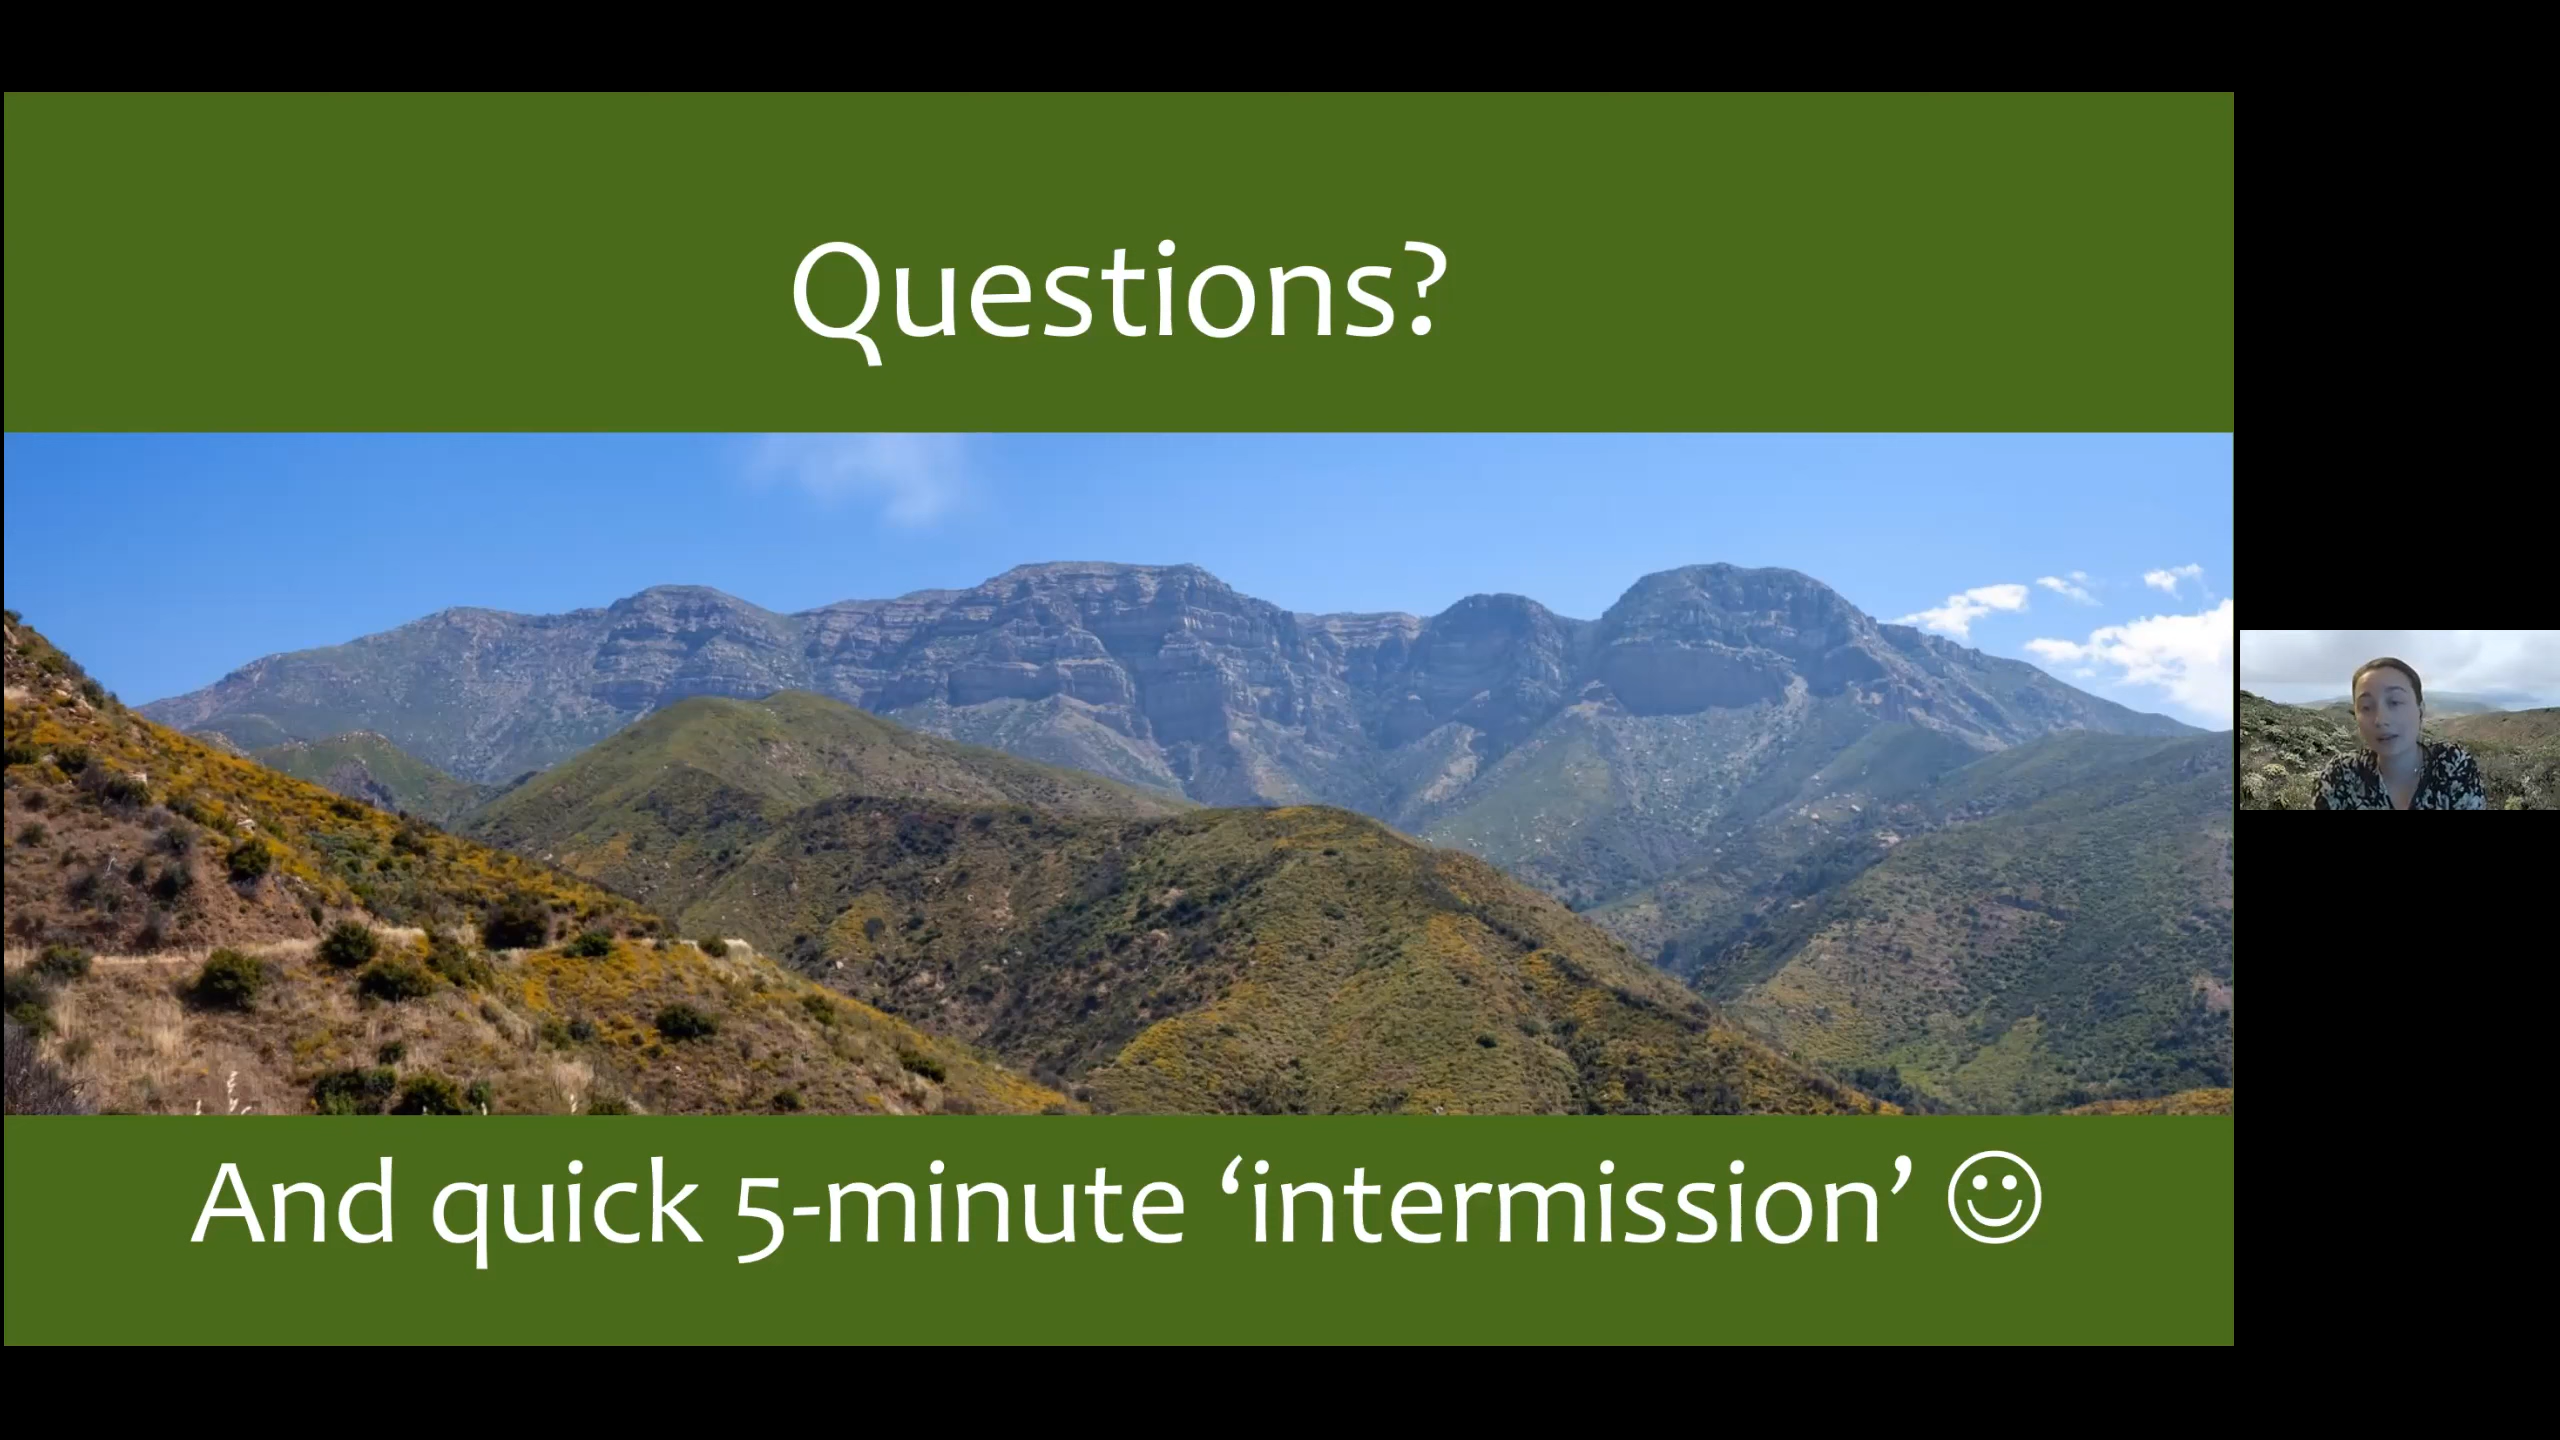 Questions?
And quick 5-minute ‘intermission’ ☺